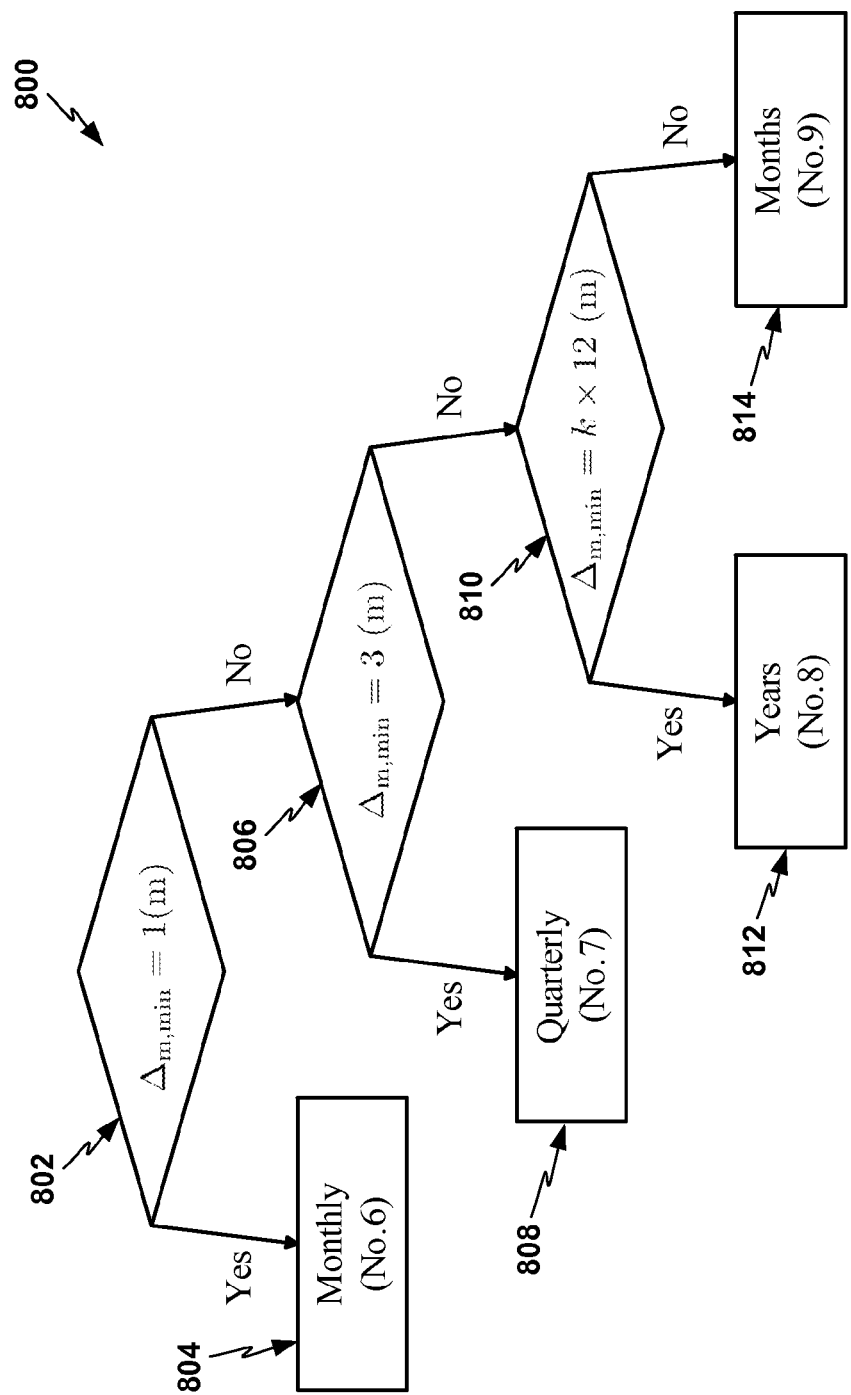 800
802
Δm,min = 1(m)
Yes
No
804
Monthly
(No.6)
806
Δm,min = 3 (m)
Yes
No
808
Quarterly
(No.7)
810
Δm,min = k × 12 (m)
Yes
No
812
Years
(No.8)
814
Months
(No.9)